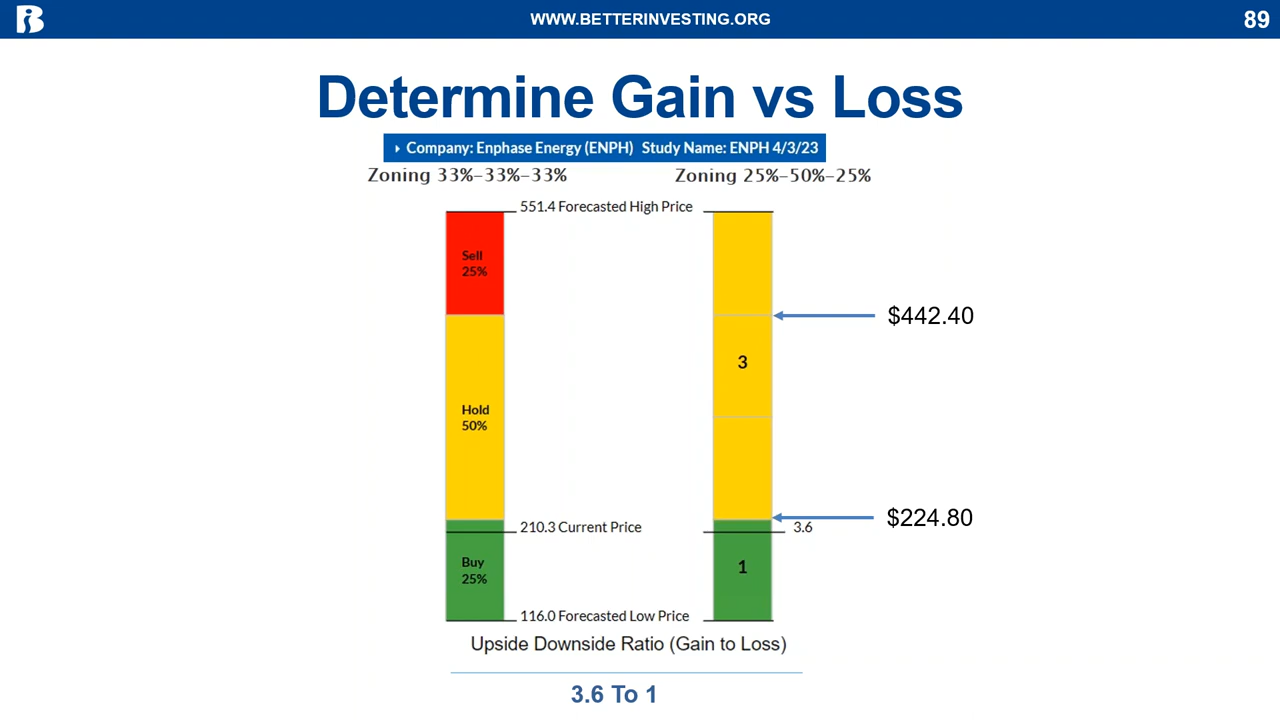 WWW.BETTERINVESTING.ORG
89
Determine Gain vs Loss
Company: Enphase Energy (ENPH) Study Name: ENPH 4/3/23
Zoning 33%-33%-33%
Zoning 25%-50%-25%
551.4 Forecasted High Price
Sell
25%
$442.40
3
Hold
50%
$224.80
210.3 Current Price
3.6
Buy
25%
1
116.0 Forecasted Low Price
Upside Downside Ratio (Gain to Loss)
3.6 To 1